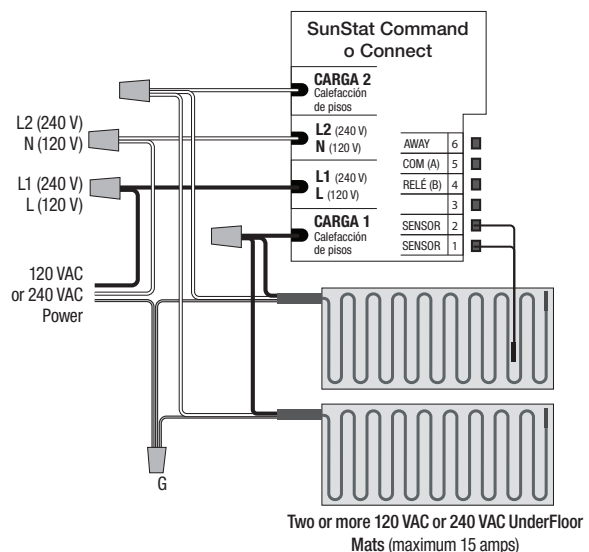 SunStat Command
o Connect
CARGA 2
Calefacción
de pisos
L2 (240 V)
N (120 V)
L2 (240 V)
N (120 V)
L1 (240 V)
L (120 V)
L1 (240 V)
L (120 V)
CARGA 1
Calefacción
de pisos
AWAY 6
COM (A) 5
RELÉ (B) 4
3
SENSOR 2
SENSOR 1
120 VAC
or 240 VAC
Power
G
Two or more 120 VAC or 240 VAC UnderFloor
Mats (maximum 15 amps)